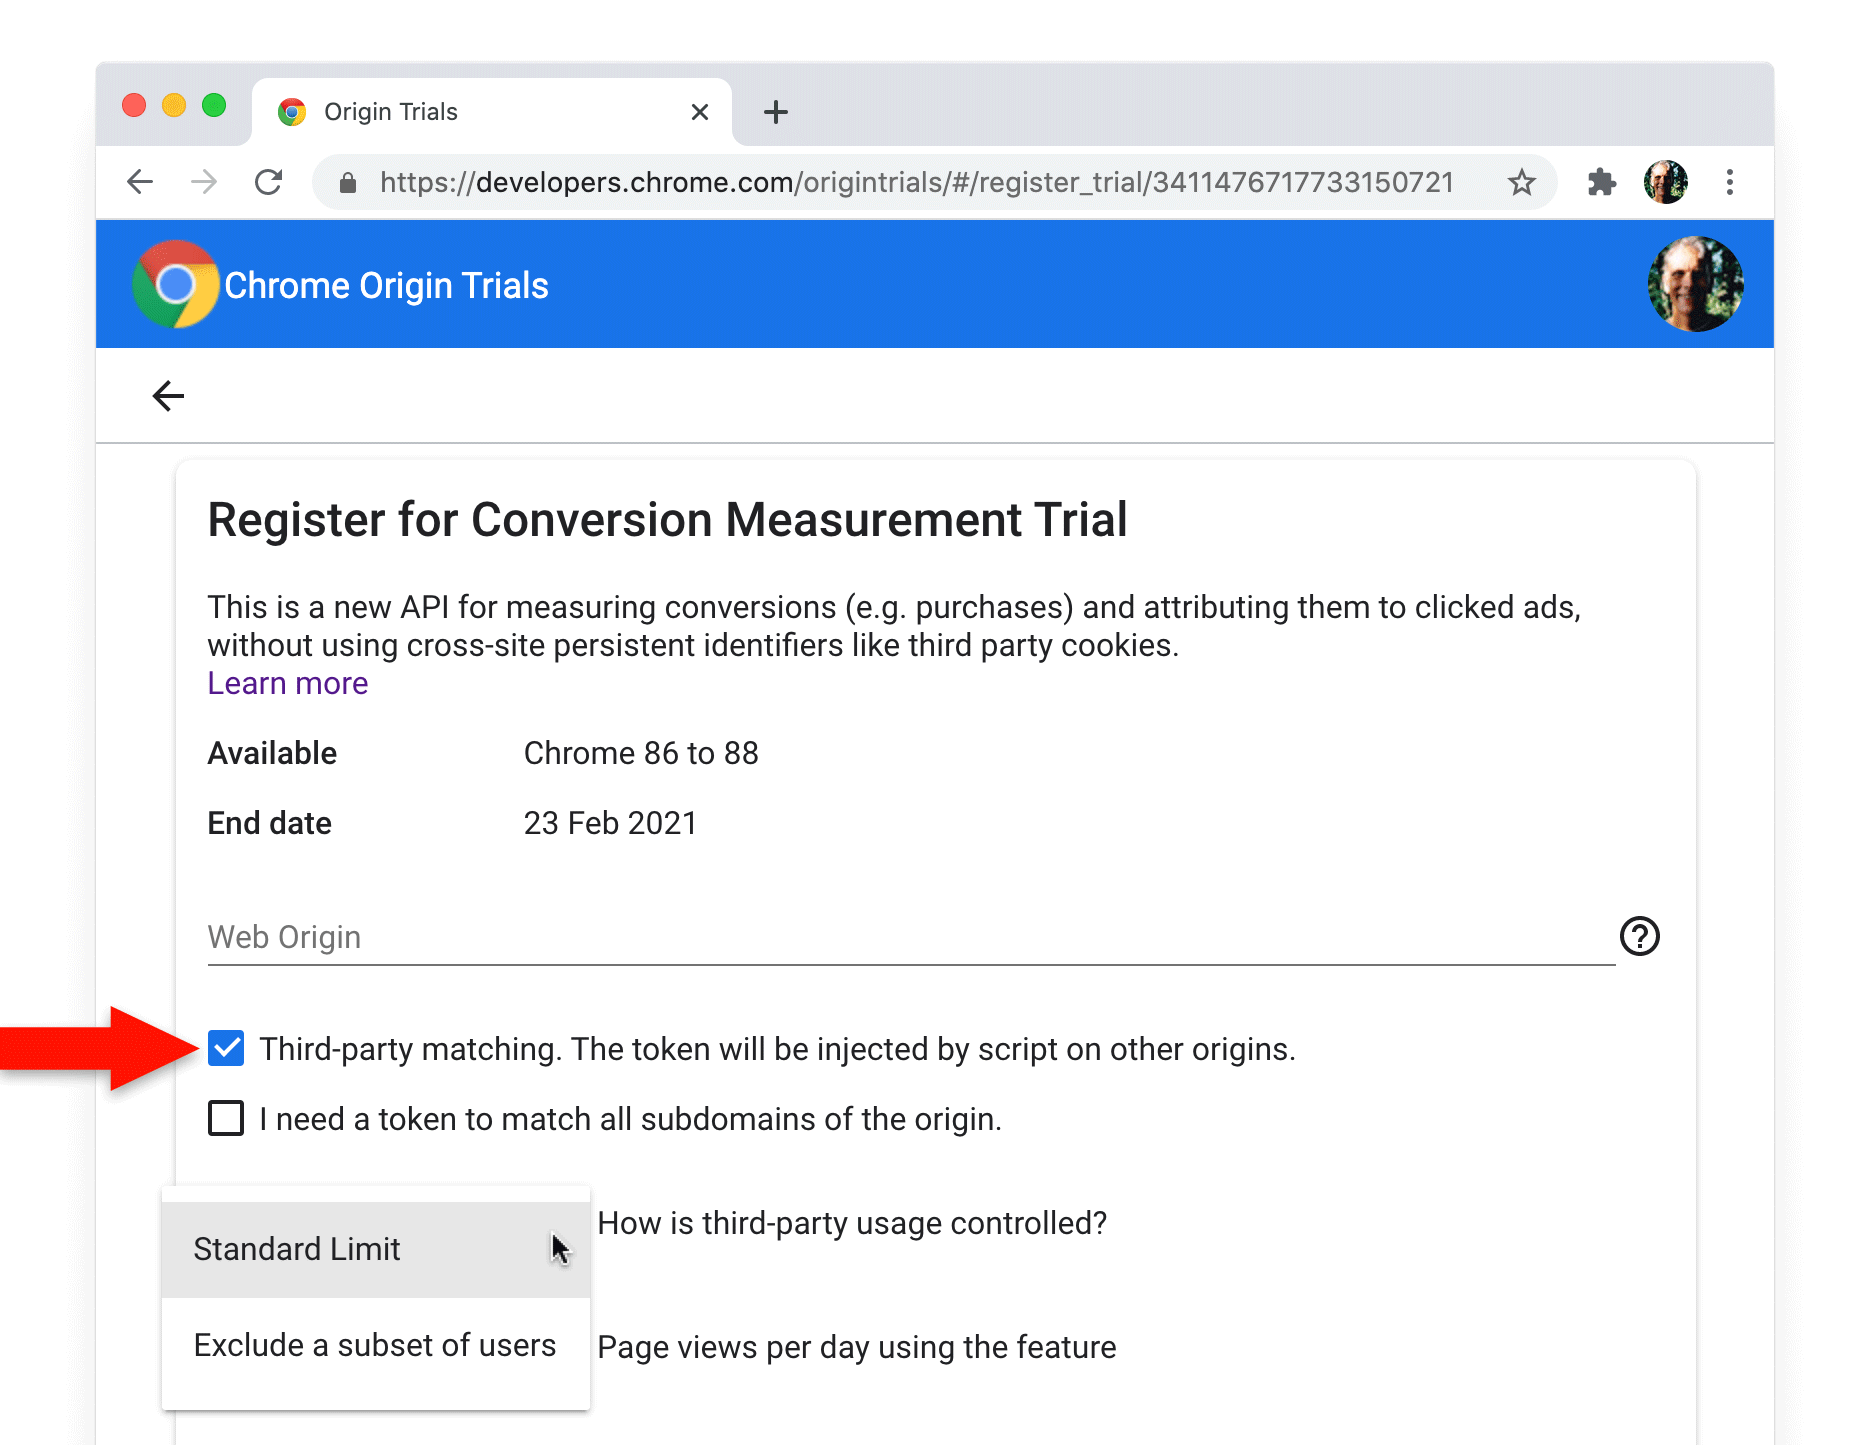 Origin Trials
https://developers.chrome.com/origintrials/#/register_trial/3411476717733150721
Chrome Origin Trials
Register for Conversion Measurement Trial
This is a new API for measuring conversions (e.g. purchases) and attributing them to clicked ads,
without using cross-site persistent identifiers like third party cookies.
Learn more
Available Chrome 86 to 88
End date 23 Feb 2021
Web Origin
Third-party matching. The token will be injected by script on other origins.
I need a token to match all subdomains of the origin.
How is third-party usage controlled?
Standard Limit
Exclude a subset of users
Page views per day using the feature